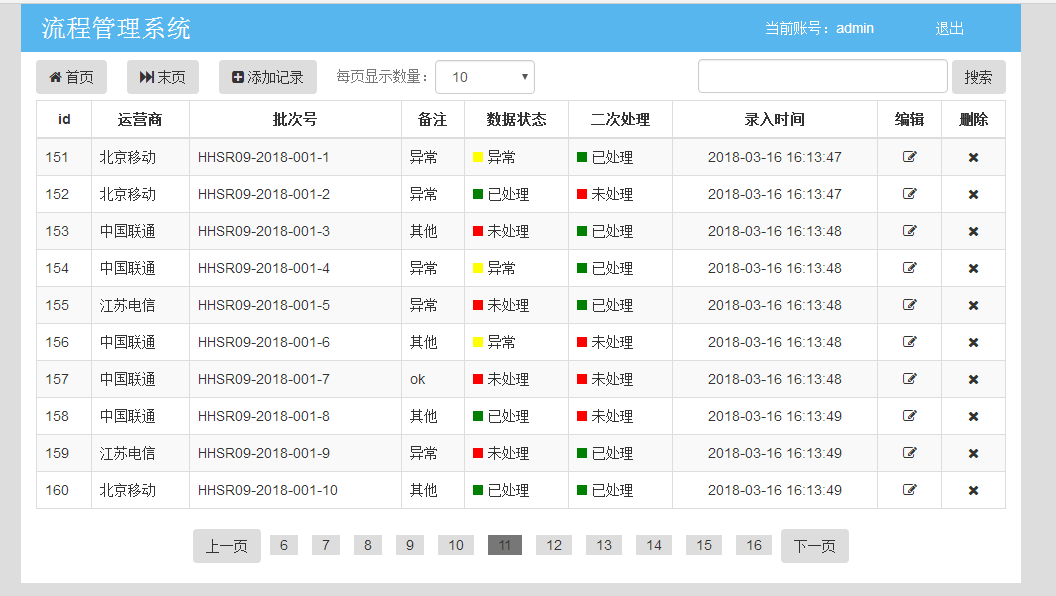 流程管理系统 当前账号：admin 退出
首页 末页 添加记录 每页显示数量： 10 搜索
id 运营商 批次号 备注 数据状态 二次处理 录入时间 编辑 删除
151 北京移动 HHSR09-2018-001-1 异常 异常 已处理 2018-03-16 16:13:47
152 北京移动 HHSR09-2018-001-2 异常 已处理 未处理 2018-03-16 16:13:47
153 中国联通 HHSR09-2018-001-3 其他 未处理 已处理 2018-03-16 16:13:48
154 中国联通 HHSR09-2018-001-4 异常 异常 已处理 2018-03-16 16:13:48
155 江苏电信 HHSR09-2018-001-5 异常 未处理 已处理 2018-03-16 16:13:48
156 中国联通 HHSR09-2018-001-6 其他 异常 未处理 2018-03-16 16:13:48
157 中国联通 HHSR09-2018-001-7 ok 未处理 未处理 2018-03-16 16:13:48
158 中国联通 HHSR09-2018-001-8 其他 已处理 未处理 2018-03-16 16:13:49
159 江苏电信 HHSR09-2018-001-9 异常 未处理 已处理 2018-03-16 16:13:49
160 北京移动 HHSR09-2018-001-10 其他 已处理 已处理 2018-03-16 16:13:49
上一页 6 7 8 9 10 11 12 13 14 15 16 下一页